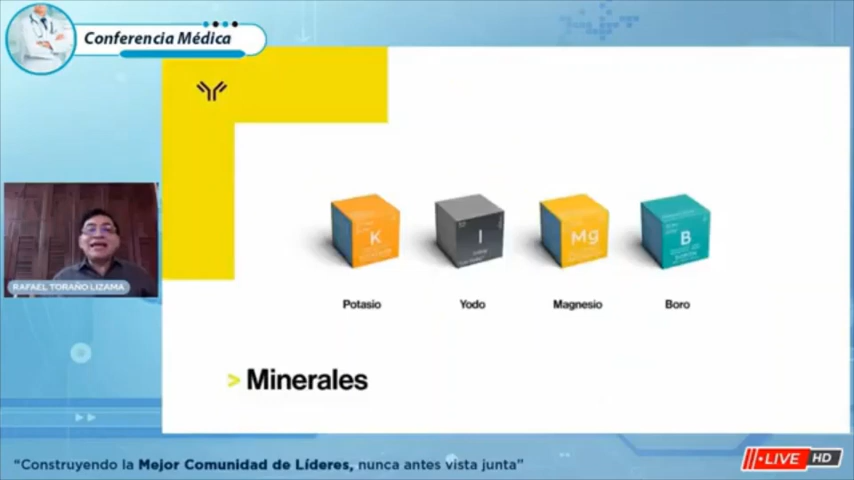 Conferencia Médica
K
I
Mg
B
RAFAEL TORAÑO LIZAMA
Potasio
Yodo
Magnesio
Boro
> Minerales
“Construyendo la Mejor Comunidad de Líderes, nunca antes vista junta”
LIVE HD